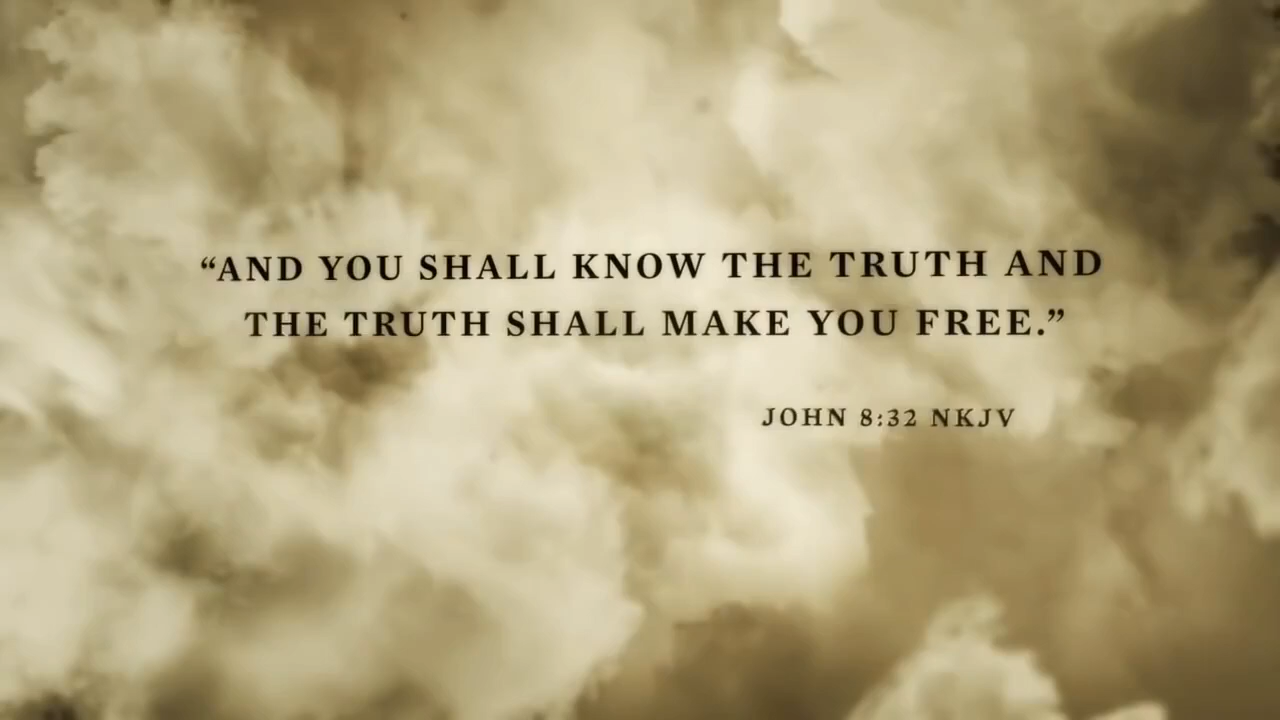 “AND YOU SHALL KNOW THE TRUTH AND
THE TRUTH SHALL MAKE YOU FREE.”
JOHN 8:32 NKJV